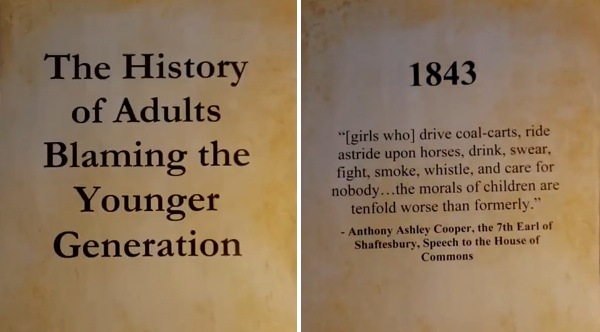 The History
of Adults
Blaming the
Younger
Generation
1843
“[girls who] drive coal-carts, ride
astride upon horses, drink, swear,
fight, smoke, whistle, and care for
nobody…the morals of children are
tenfold worse than formerly.”
- Anthony Ashley Cooper, the 7th Earl of
Shaftesbury, Speech to the House of
Commons